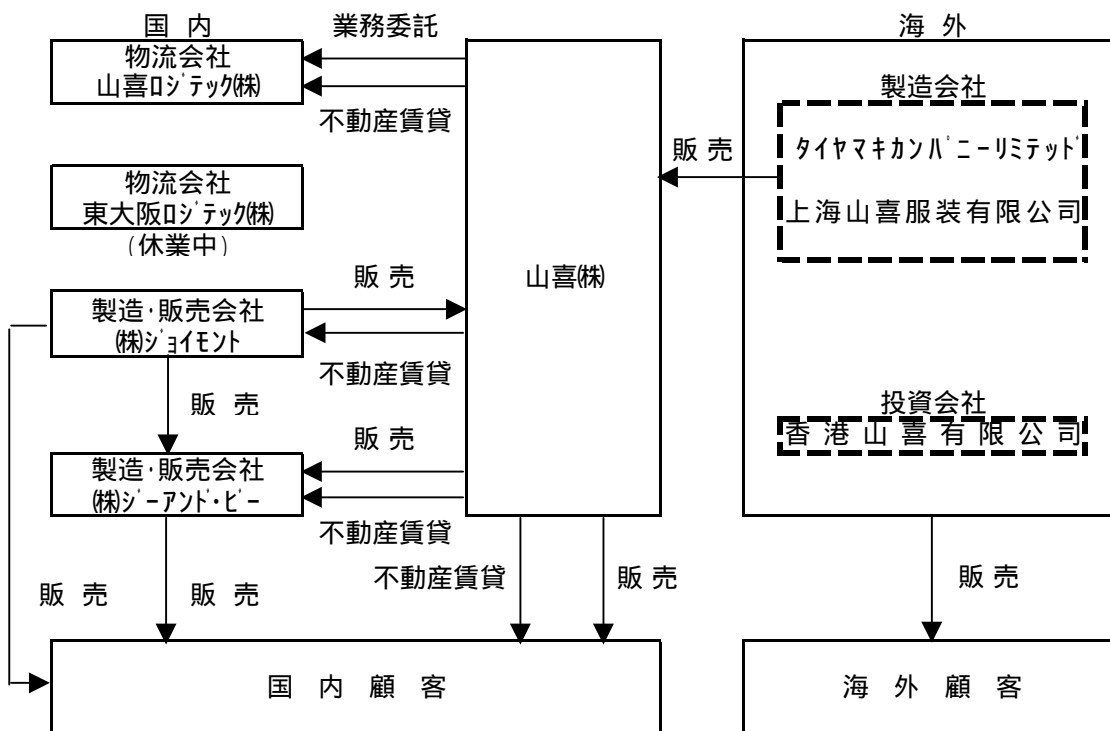 国 内
業務委託
海 外
物流会社
山喜ﾛｼﾞﾃｯｸ(株)
不動産賃貸
製造会社
タイヤマキカンパニーリミテッド
上海山喜服装有限公司
販 売
物流会社
東大阪ﾛｼﾞﾃｯｸ(株)
(休業中)
山喜㈱
販 売
製造・販売会社
㈱ｼﾞｮｲﾓﾝﾄ
不動産賃貸
販 売
投資会社
香港山喜有限公司
販 売
製造・販売会社
㈱ｼﾞｰｱﾝﾄﾞ・ﾋﾞｰ
不動産賃貸
不動産賃貸
販 売
販 売
販 売
販 売
国 内 顧 客
海 外 顧 客